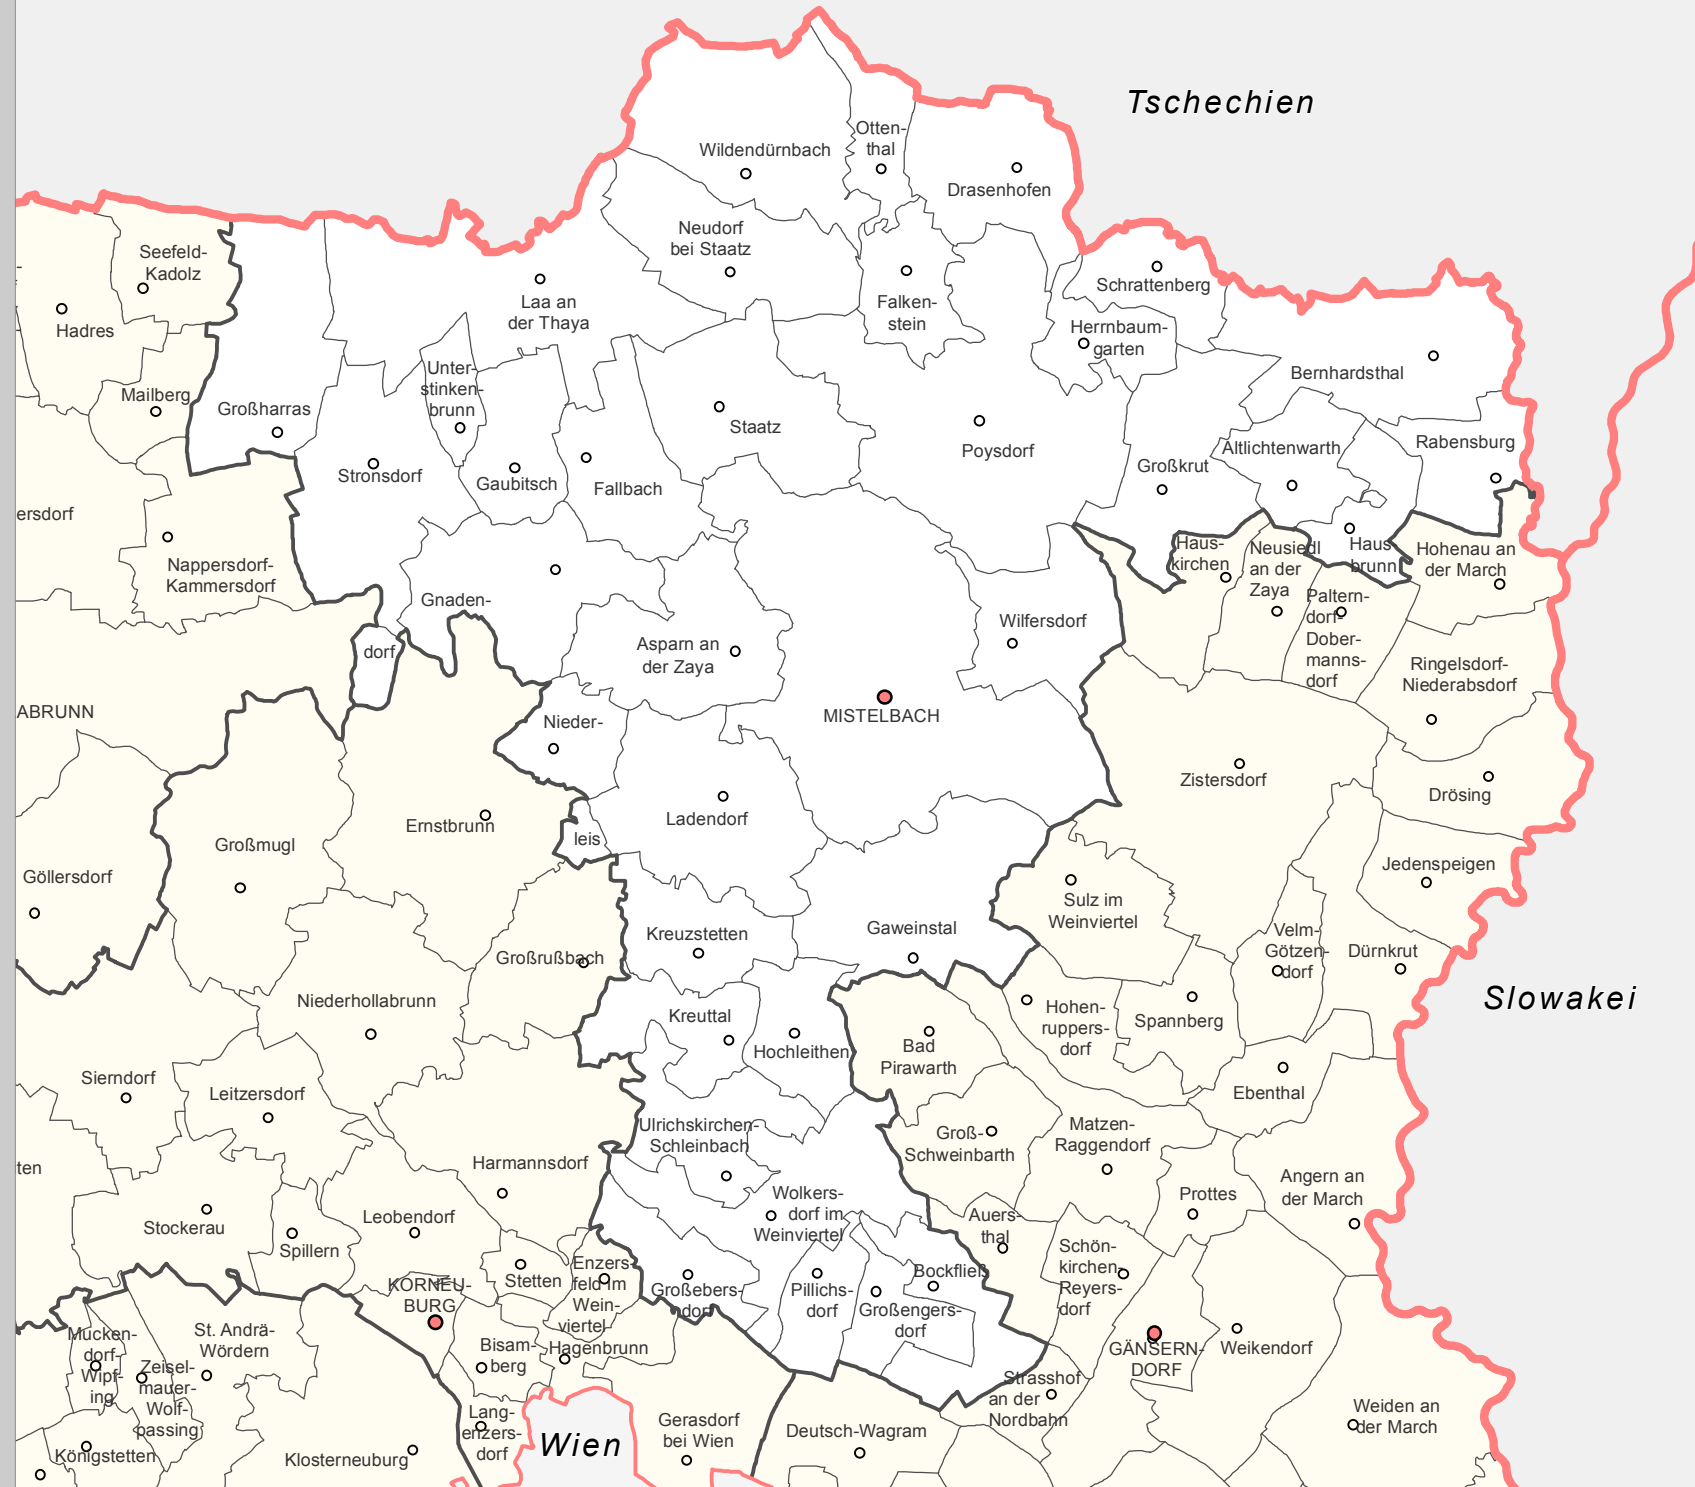 Tschechien
Otten-
thal
Wildendürnbach
Drasenhofen
Neudorf
bei Staatz
Seefeld-
Kadolz
Schrattenberg
Laa an
der Thaya
Falken-
stein
Hadres
Herrnbaum-
garten
Unter-
stinken-
brunn
Bernhardsthal
Mailberg
Großharras
Staatz
Poysdorf
Altlichtenwarth
Rabensburg
Stronsdorf
Gaubitsch
Fallbach
Großkrut
ersdorf
Haus-
kirchen
Neusiedl
an der
Zaya
Haus
brunn
Hohenau an
der March
Nappersdorf-
Kammersdorf
Gnaden-
dorf
Paltern-
dorf-
Dober-
manns-
dorf
Wilfersdorf
Asparn an
der Zaya
Ringelsdorf-
Niederabsdorf
ABRUNN
MISTELBACH
Nieder-
leis
Zistersdorf
Drösing
Ladendorf
Ernstbrunn
Großmugl
Göllersdorf
Jedenspeigen
Sulz im
Weinviertel
Kreuzstetten
Gaweinstal
Velm-
Götzen-
dorf
Dürnkrut
Großrußbach
Niederhollabrunn
Slowakei
Kreuttal
Hochleithen
Hohen-
ruppers-
dorf
Spannberg
Bad
Pirawarth
Sierndorf
Leitzersdorf
Ebenthal
Ulrichskirchen-
Schleinbach
Groß-
Schweinbarth
Matzen-
Raggendorf
ten
Harmannsdorf
Angern an
der March
Prottes
Wolkers-
dorf im
Weinviertel
Stockerau
Leobendorf
Spillern
Auers-
thal
Schön-
kirchen-
Reyers-
dorf
Stetten
Enzers-
feld im
Wein-
viertel
Großebers-
dorf
Pillichs-
dorf
Bockfließ
Großengers-
dorf
KORNEU-
BURG
Mucken-
dorf-
Wipf-
ing
St. Andrä-
Wördern
Zeisel-
mauer-
Wolf-
passing
Bisam-
berg
Hagenbrunn
GÄNSERN-
DORF
Weikendorf
Strasshof
an der
Nordbahn
Weiden an
der March
Lang-
enzers-
dorf
Wien
Gerasdorf
bei Wien
Deutsch-Wagram
Königstetten
Klosterneuburg